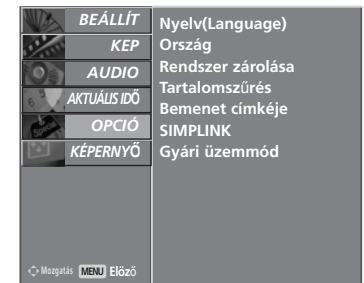 BEÁLLÍT
KEP
AUDIO
AKTUÁLIS IDŐ
OPCIÓ
KÉPERNYŐ
Nyelv(Language)
Ország
Rendszer zárolása
Tartalomszűrés
Bemenet címkéje
SIMPLINK
Gyári üzemmód
Mozgatás MENU Előző